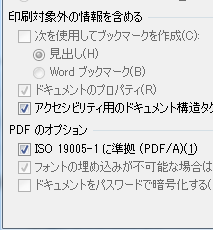 印刷対象外の情報を含める
次を使用してブックマークを作成(C):
見出し(H)
Word ブックマーク(B)
ドキュメントのプロパティ(R)
アクセシビリティ用のドキュメント構造タグ
PDF のオプション
ISO 19005-1 に準拠 (PDF/A)(1)
フォントの埋め込みが不可能な場合は
ドキュメントをパスワードで暗号化する(